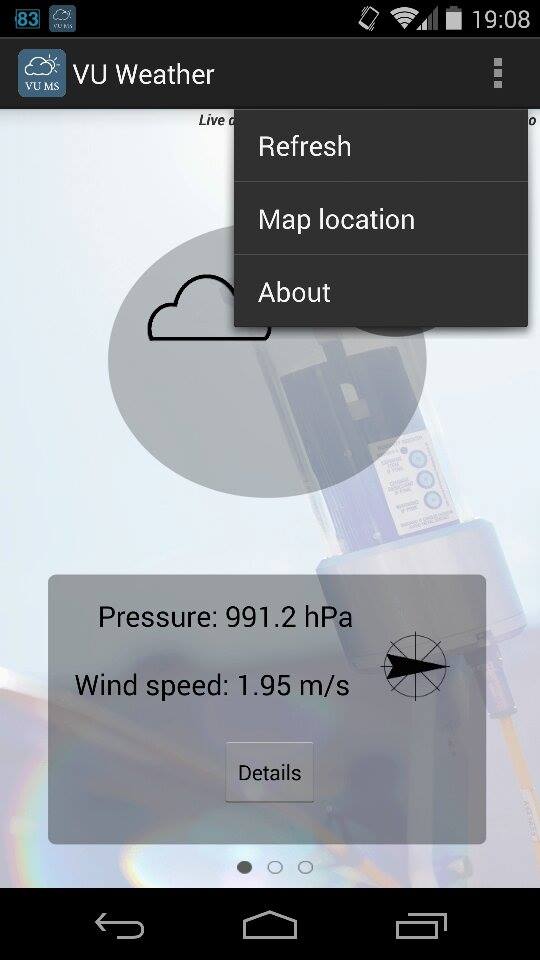 83
19:08
VU MS
VU Weather
Live
Refresh
Map location
About
Pressure: 991.2 hPa
Wind speed: 1.95 m/s
Details